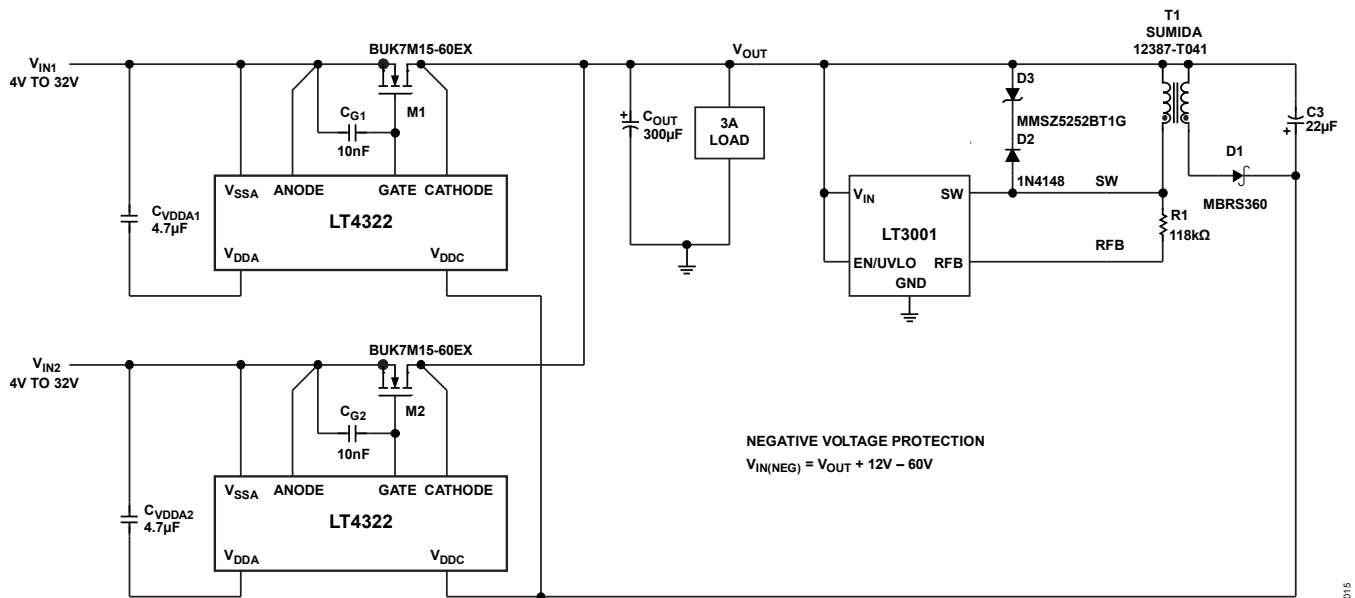 T1
SUMIDA
12387-T041
BUK7M15-60EX
VIN1
4V TO 32V
VOUT
M1
CG1
10nF
COUT
300µF
3A
LOAD
D3
MMSZ5252BT1G
D2
1N4148
C3
22µF
D1
MBRS360
VSSA ANODE GATE CATHODE
LT4322
VDDA VDDC
CVDDA1
4.7µF
VIN SW
SW
LT3001
R1
118kΩ
EN/UVLO RFB
RFB
GND
BUK7M15-60EX
VIN2
4V TO 32V
M2
CG2
10nF
VSSA ANODE GATE CATHODE
LT4322
VDDA VDDC
CVDDA2
4.7µF
NEGATIVE VOLTAGE PROTECTION
VIN(NEG) = VOUT + 12V – 60V
015